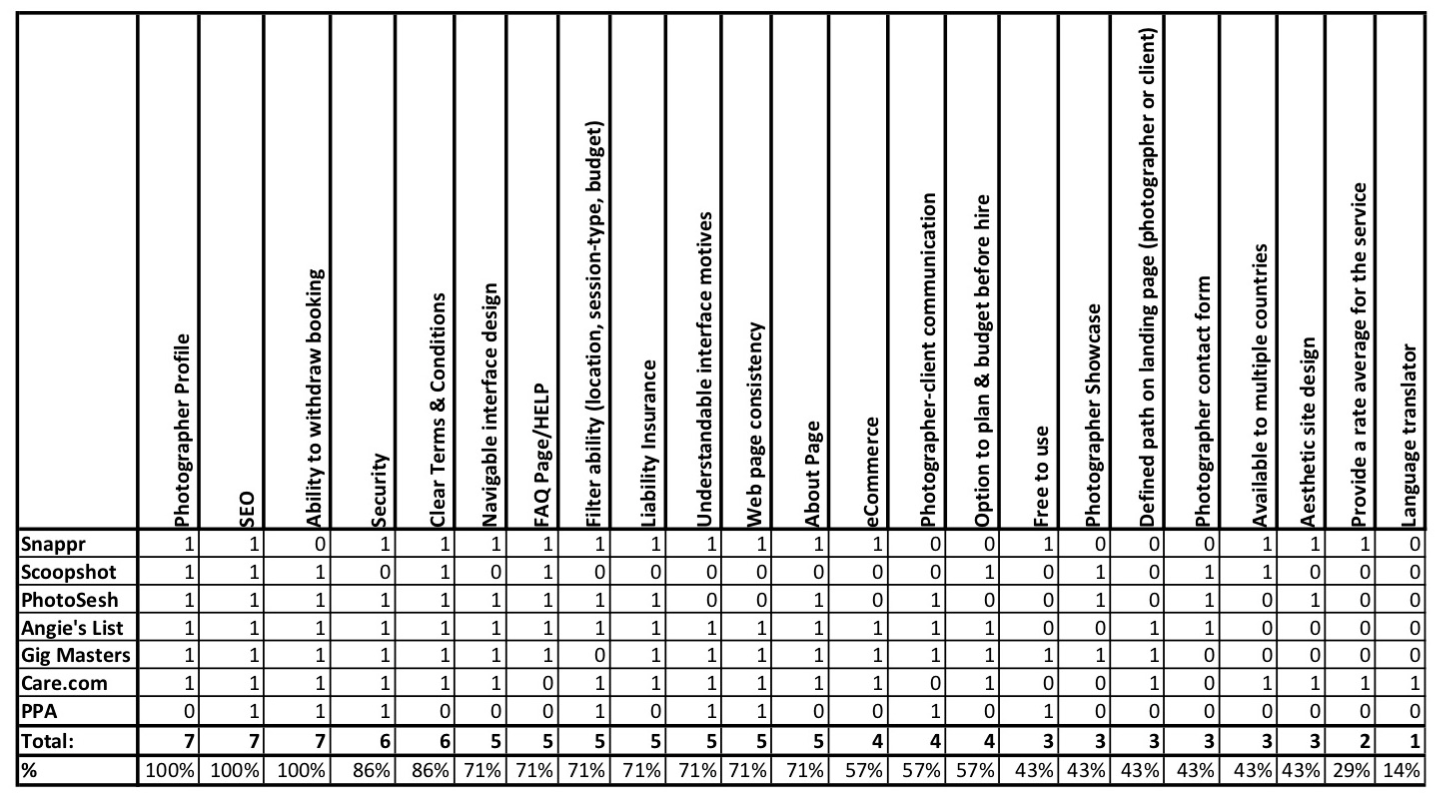 Photographer Profile SEO Ability to withdraw booking Security Clear Terms & Conditions Navigable interface design FAQ Page/HELP Filter ability (location, session-type, budget) Liability Insurance Understandable interface motives Web page consistency About Page eCommerce Photographer-client communication Option to plan & budget before hire Free to use Photographer Showcase Defined path on landing page (photographer or client) Photographer contact form Available to multiple countries Aesthetic site design Provide a rate average for the service Language translator
Snappr 1 1 0 1 1 1 1 1 1 1 1 1 1 0 0 1 0 0 0 1 1 1 0
Scoopshot 1 1 1 0 1 0 1 0 0 0 0 0 0 0 1 0 1 0 1 1 0 0 0
PhotoSesh 1 1 1 1 1 1 1 1 1 0 0 1 0 1 0 0 1 0 1 0 1 0 0
Angie's List 1 1 1 1 1 1 1 1 1 1 1 1 1 1 1 0 0 1 1 0 0 0 0
Gig Masters 1 1 1 1 1 1 1 0 1 1 1 1 1 1 1 1 1 1 0 0 0 0 0
Care.com 1 1 1 1 1 1 0 1 1 1 1 1 1 0 1 0 0 1 0 1 1 1 1
PPA 0 1 1 1 0 0 0 1 0 1 1 0 0 1 0 1 0 0 0 0 0 0 0
Total: 7 7 7 6 6 5 5 5 5 5 5 5 4 4 4 3 3 3 3 3 3 2 1
% 100% 100% 100% 86% 86% 71% 71% 71% 71% 71% 71% 71% 57% 57% 57% 43% 43% 43% 43% 43% 43% 29% 14%